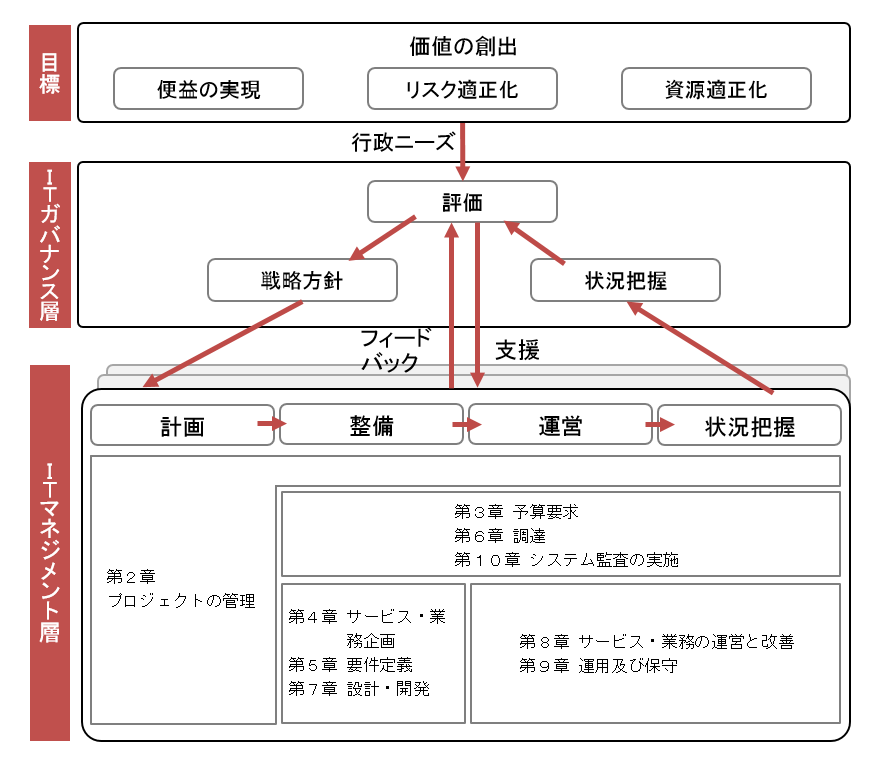 目標
価値の創出
便益の実現
リスク適正化
資源適正化
行政ニーズ
ITガバナンス層
評価
戦略方針
状況把握
フィード
バック
支援
ITマネジメント層
計画
整備
運営
状況把握
第2章
プロジェクトの管理
第3章 予算要求
第6章 調達
第10章 システム監査の実施
第4章 サービス・業
務企画
第5章 要件定義
第7章 設計・開発
第8章 サービス・業務の運営と改善
第9章 運用及び保守